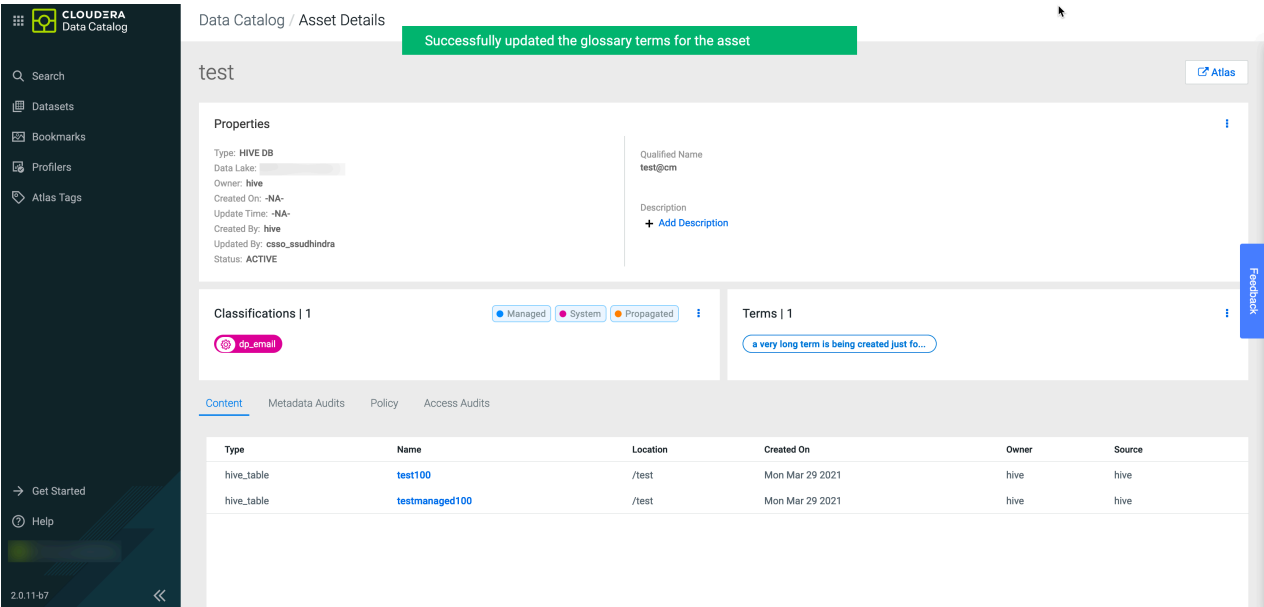 CLOUDERA
Data Catalog
Data Catalog / Asset Details
Successfully updated the glossary terms for the asset
Search
Datasets
Bookmarks
Profilers
Atlas Tags
Get Started
Help
2.0.11-b7
test
Atlas
Properties
Type: HIVE DB
Data Lake:
Owner: hive
Created On: -NA-
Update Time: -NA-
Created By: hive
Updated By: csso_ssudhindra
Status: ACTIVE
Qualified Name
test@cm
Description
+ Add Description
Feedback
Classifications | 1
Managed System Propagated
dp_email
Terms | 1
a very long term is being created just fo...
Content Metadata Audits Policy Access Audits
Type Name Location Created On Owner Source
hive_table test100 /test Mon Mar 29 2021 hive hive
hive_table testmanaged100 /test Mon Mar 29 2021 hive hive